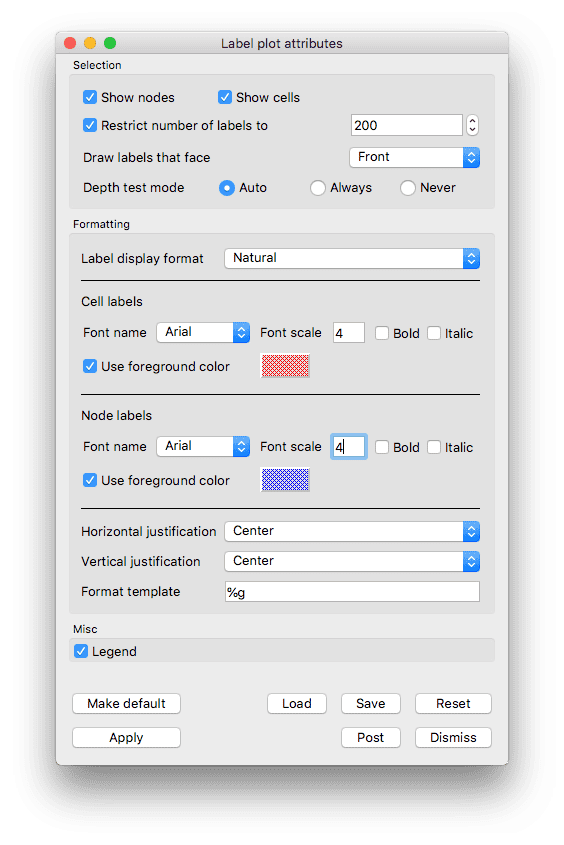 Label plot attributes
Selection
Show nodes Show cells
Restrict number of labels to 200
Draw labels that face Front
Depth test mode Auto Always Never
Formatting
Label display format Natural
Cell labels
Font name Arial Font scale 4 Bold Italic
Use foreground color
Node labels
Font name Arial Font scale 4 Bold Italic
Use foreground color
Horizontal justification Center
Vertical justification Center
Format template %g
Misc
Legend
Make default Load Save Reset
Apply Post Dismiss